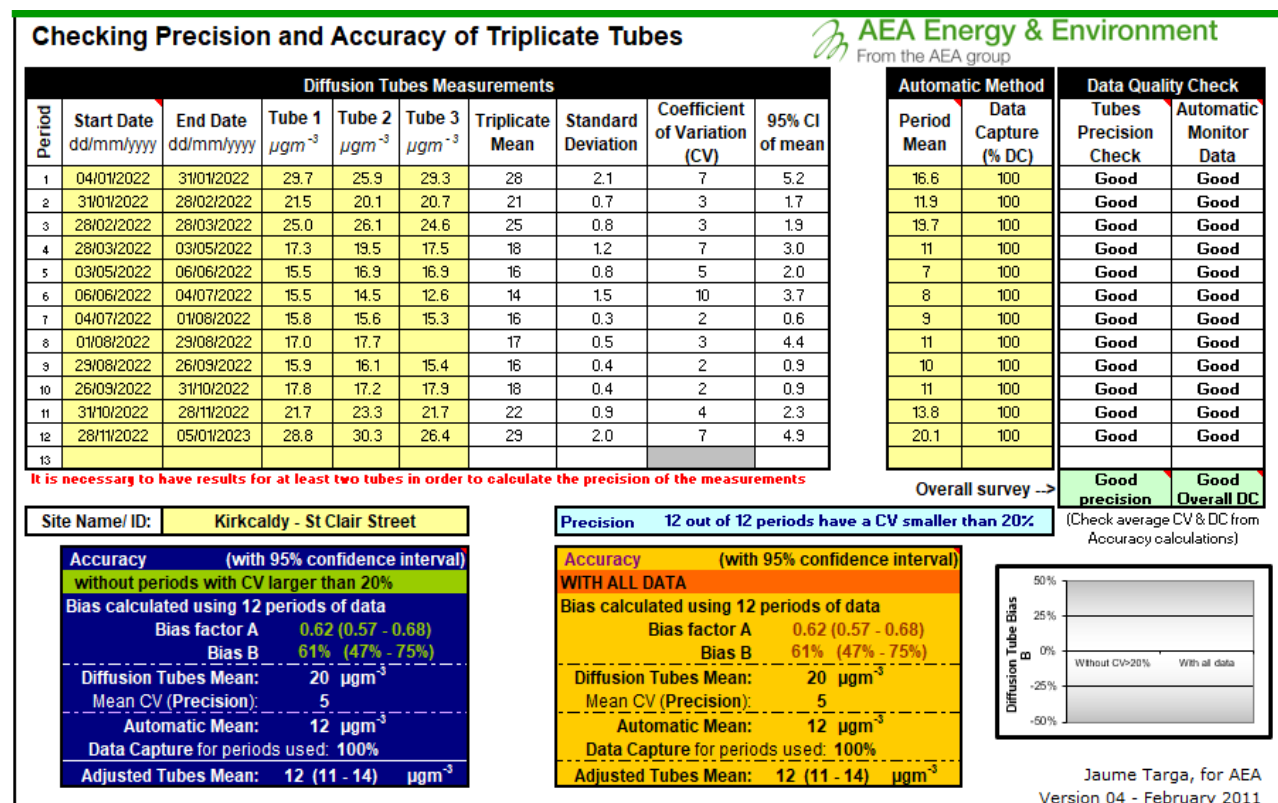 Checking Precision and Accuracy of Triplicate Tubes
AEA Energy & Environment
From the AEA group
Diffusion Tubes Measurements
Automatic Method
Data Quality Check
Period
Start Date dd/mm/yyyy
End Date dd/mm/yyyy
Tube 1 µgm-3
Tube 2 µgm-3
Tube 3 µgm-3
Triplicate Mean
Standard Deviation
Coefficient of Variation (CV)
95% CI of mean
Period Mean
Data Capture (% DC)
Tubes Precision Check
Automatic Monitor Data
1 04/01/2022 31/01/2022 29.7 25.9 29.3 28 2.1 7 5.2 16.6 100 Good Good
2 31/01/2022 28/02/2022 21.5 20.1 20.7 21 0.7 3 1.7 11.9 100 Good Good
3 28/02/2022 28/03/2022 25.0 26.1 24.6 25 0.8 3 1.9 19.7 100 Good Good
4 28/03/2022 03/05/2022 17.3 19.5 17.5 18 1.2 7 3.0 11 100 Good Good
5 03/05/2022 06/06/2022 15.5 16.9 16.9 16 0.8 5 2.0 7 100 Good Good
6 06/06/2022 04/07/2022 15.5 14.5 12.6 14 1.5 10 3.7 8 100 Good Good
7 04/07/2022 01/08/2022 15.8 15.6 15.3 16 0.3 2 0.6 9 100 Good Good
8 01/08/2022 29/08/2022 17.0 17.7 17 0.5 3 4.4 11 100 Good Good
9 29/08/2022 26/09/2022 15.9 16.1 15.4 16 0.4 2 0.9 10 100 Good Good
10 26/09/2022 31/10/2022 17.8 17.2 17.9 18 0.4 2 0.9 11 100 Good Good
11 31/10/2022 28/11/2022 21.7 23.3 21.7 22 0.9 4 2.3 13.8 100 Good Good
12 28/11/2022 05/01/2023 28.8 30.3 26.4 29 2.0 7 4.9 20.1 100 Good Good
13
It is necessary to have results for at least two tubes in order to calculate the precision of the measurements
Overall survey --> Good precision Good Overall DC
(Check average CV & DC from Accuracy calculations)
Site Name/ ID: Kirkcaldy - St Clair Street
Precision 12 out of 12 periods have a CV smaller than 20%
Accuracy (with 95% confidence interval)
without periods with CV larger than 20%
Bias calculated using 12 periods of data
Bias factor A 0.62 (0.57 - 0.68)
Bias B 61% (47% - 75%)
Diffusion Tubes Mean: 20 µgm-3
Mean CV (Precision): 5
Automatic Mean: 12 µgm-3
Data Capture for periods used: 100%
Adjusted Tubes Mean: 12 (11 - 14) µgm-3
Accuracy (with 95% confidence interval)
WITH ALL DATA
Bias calculated using 12 periods of data
Bias factor A 0.62 (0.57 - 0.68)
Bias B 61% (47% - 75%)
Diffusion Tubes Mean: 20 µgm-3
Mean CV (Precision): 5
Automatic Mean: 12 µgm-3
Data Capture for periods used: 100%
Adjusted Tubes Mean: 12 (11 - 14) µgm-3
Diffusion Tube Bias B
50%
25%
0%
-25%
-50%
Without CV>20% With all data
Jaume Targa, for AEA
Version 04 - February 2011